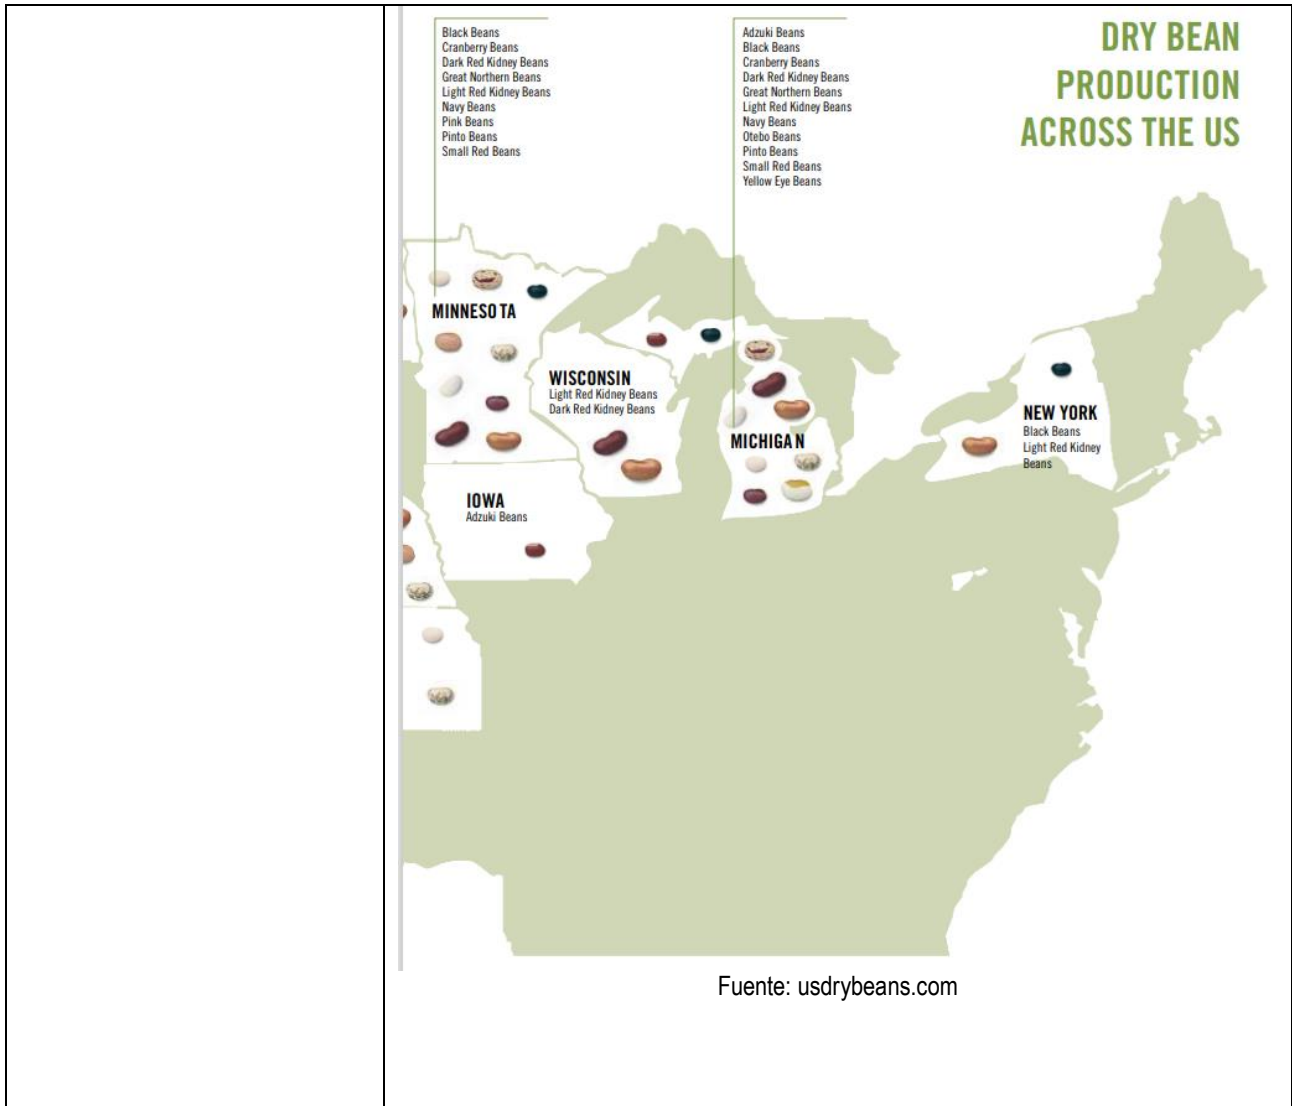 Black Beans
Cranberry Beans
Dark Red Kidney Beans
Great Northern Beans
Light Red Kidney Beans
Navy Beans
Pink Beans
Pinto Beans
Small Red Beans
Adzuki Beans
Black Beans
Cranberry Beans
Dark Red Kidney Beans
Great Northern Beans
Light Red Kidney Beans
Navy Beans
Otebo Beans
Pinto Beans
Small Red Beans
Yellow Eye Beans
DRY BEAN
PRODUCTION
ACROSS THE US
MINNESOTA
WISCONSIN
Light Red Kidney Beans
Dark Red Kidney Beans
MICHIGAN
NEW YORK
Black Beans
Light Red Kidney
Beans
IOWA
Adzuki Beans
Fuente: usdrybeans.com